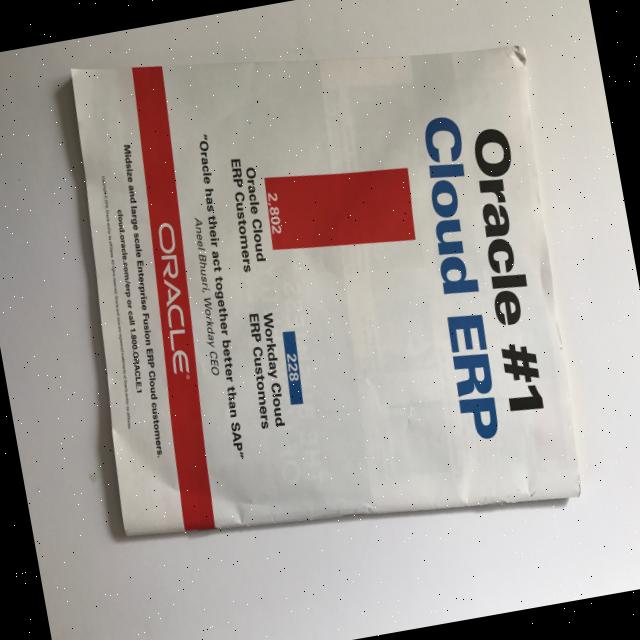 Oracle #1
Cloud ERP
2,802
228
Oracle Cloud
ERP Customers
Workday Cloud
ERP Customers
"Oracle has their act together better than SAP"
Aneel Bhusri, Workday CEO
ORACLE®
Midsize and large scale Enterprise Fusion ERP Cloud customers.
cloud.oracle.com/erp or call 1.800.ORACLE.1